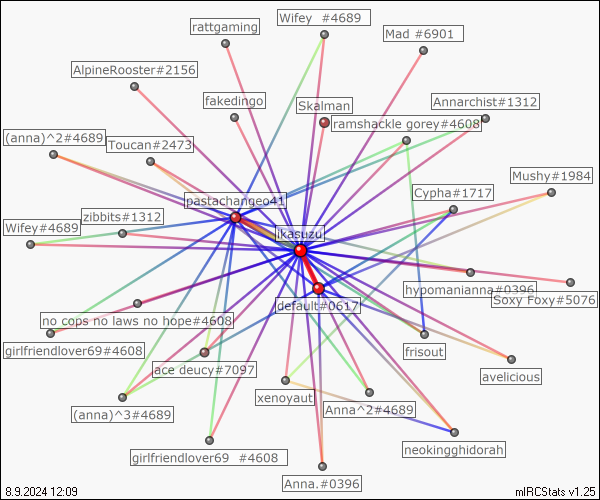 Wifey  #4689
rattgaming
Mad #6901
AlpineRooster#2156
fakedingo
Skalman
Annarchist#1312
ramshackle gorey#4608
(anna)^2#4689
Toucan#2473
Mushy#1984
Cypha#1717
pastachangeo41
zibbits#1312
Wifey#4689
ikasuzu
hypomanianna#0396
Soxy Foxy#5076
default#0617
no cops no laws no hope#4608
girlfriendlover69#4608
frisout
ace deucy#7097
avelicious
xenoyaut
Anna^2#4689
(anna)^3#4689
neokingghidorah
girlfriendlover69  #4608
Anna.#0396
8.9.2024 12:09
mIRCStats v1.25